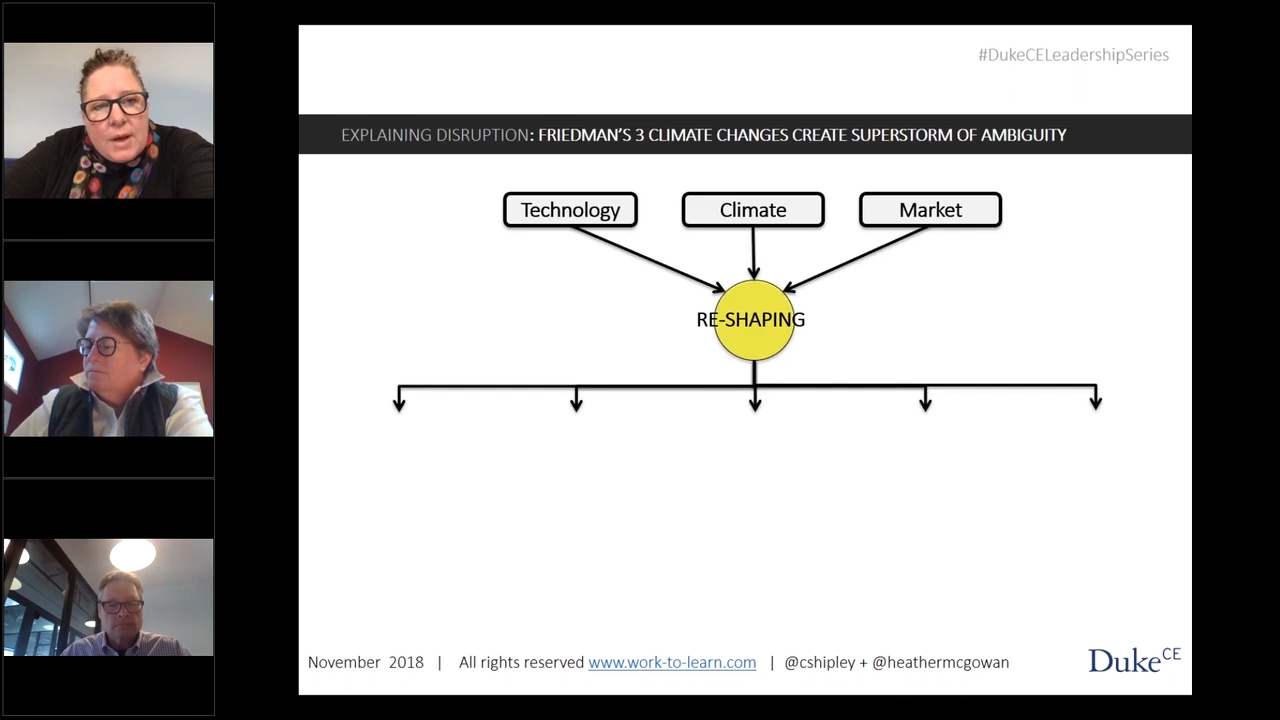 #DukeCELeadershipSeries
EXPLAINING DISRUPTION: FRIEDMAN’S 3 CLIMATE CHANGES CREATE SUPERSTORM OF AMBIGUITY
Technology
Climate
Market
RE-SHAPING
November 2018 | All rights reserved www.work-to-learn.com | @cshipley + @heathermcgowan
Duke CE